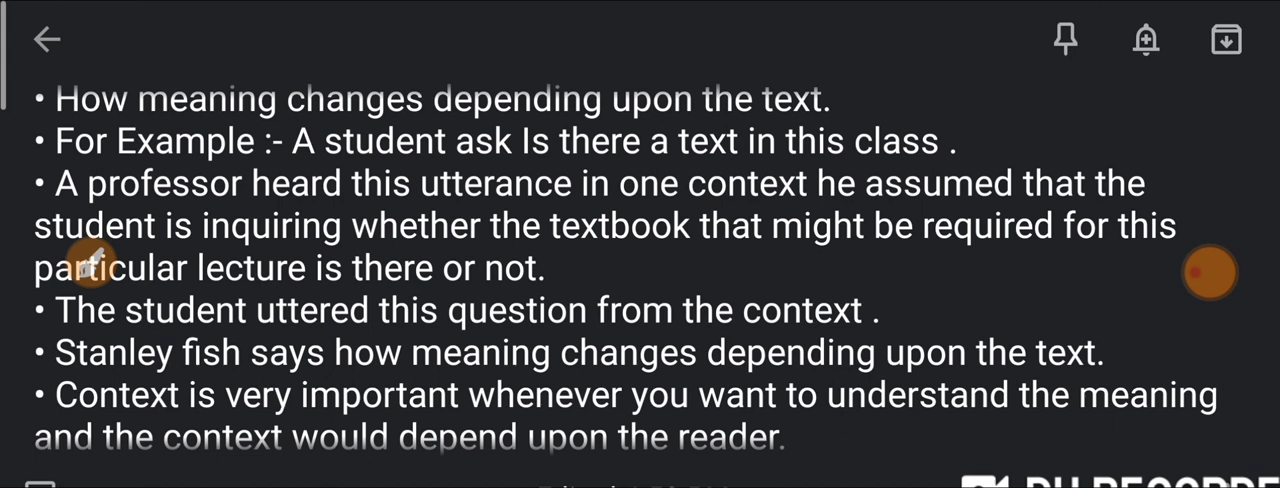 • How meaning changes depending upon the text.
• For Example :- A student ask Is there a text in this class .
• A professor heard this utterance in one context he assumed that the
student is inquiring whether the textbook that might be required for this
particular lecture is there or not.
• The student uttered this question from the context .
• Stanley fish says how meaning changes depending upon the text.
• Context is very important whenever you want to understand the meaning
and the context would depend upon the reader.